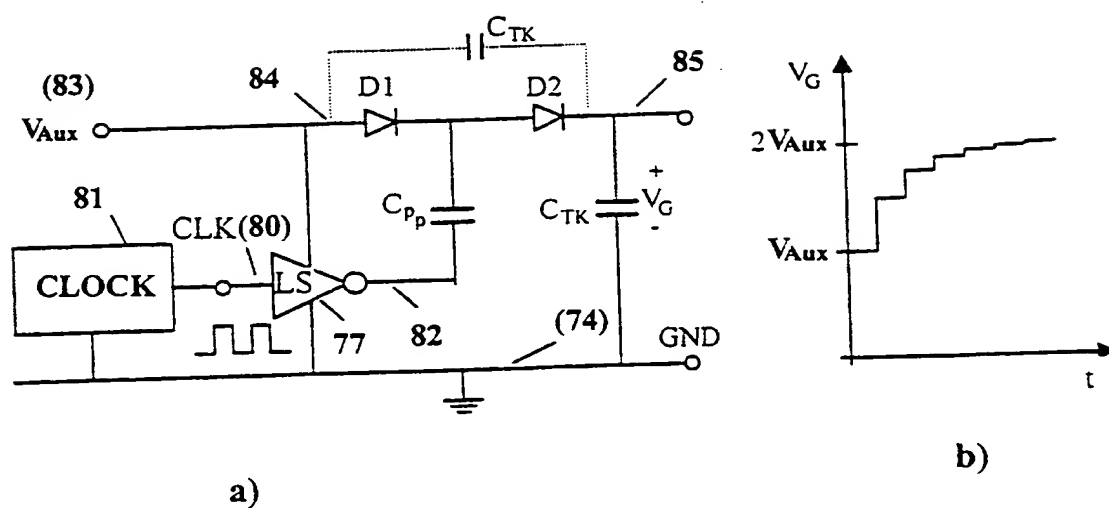 C_TK
(83)
84
D1
D2
85
V_Aux
V_G
2V_Aux
81
C_Pp
C_TK
+
V_G
-
CLK(80)
V_Aux
CLOCK
LS
77
82
(74)
GND
t
a)
b)